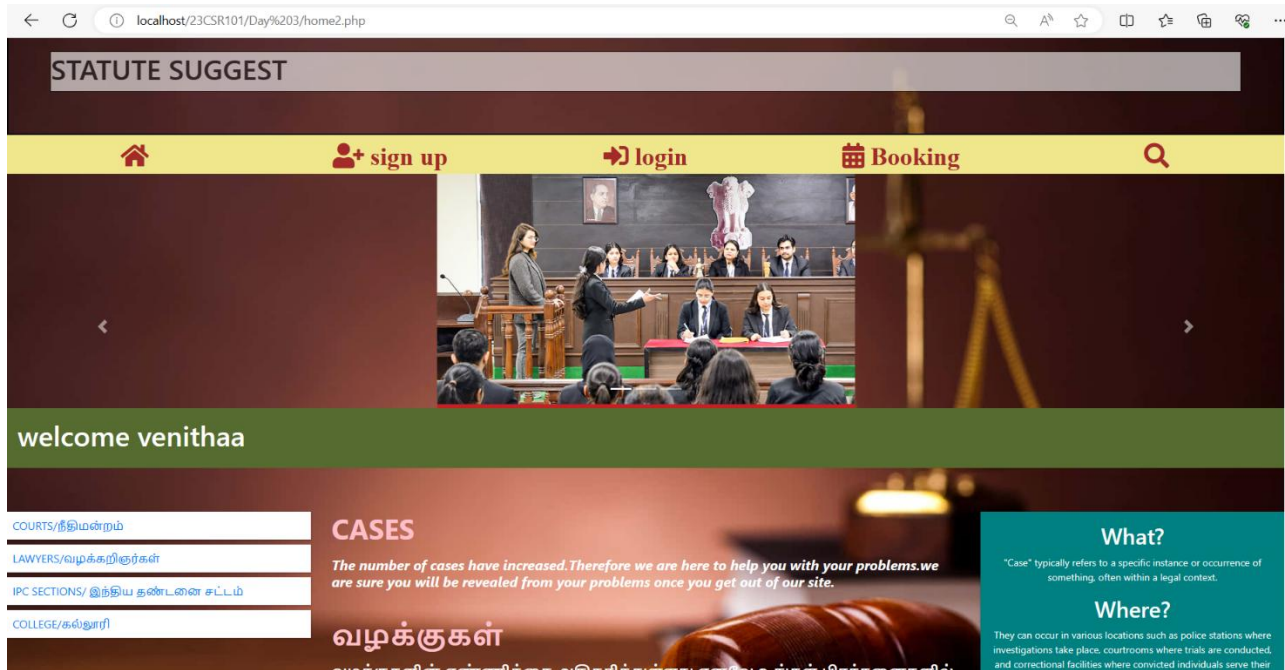 localhost/23CSR101/Day%203/home2.php
STATUTE SUGGEST
sign up
login
Booking
welcome venithaa
COURTS/நீதிமன்றம்
LAWYERS/வழக்கறிஞர்கள்
IPC SECTIONS/ இந்திய தண்டனை சட்டம்
COLLEGE/கல்லூரி
CASES
The number of cases have increased.Therefore we are here to help you with your problems.we
are sure you will be revealed from your problems once you get out of our site.
வழக்குகள்
What?
"Case" typically refers to a specific instance or occurrence of
something, often within a legal context.
Where?
They can occur in various locations such as police stations where
investigations take place, courtrooms where trials are conducted,
and correctional facilities where convicted individuals serve their